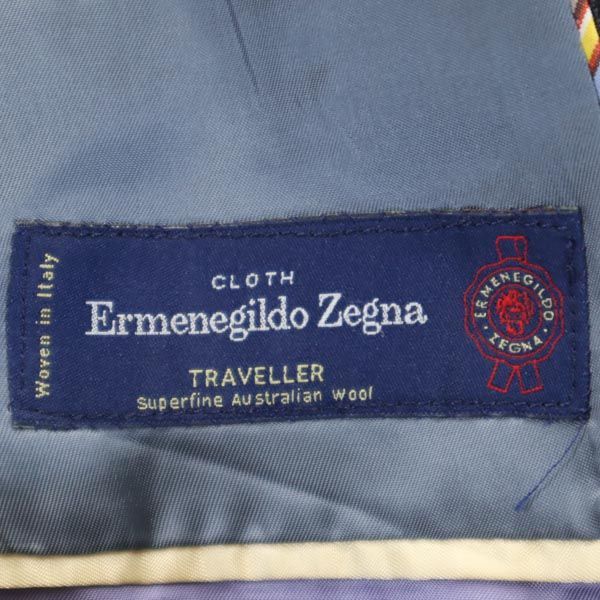 Woven in Italy
CLOTH
Ermenegildo Zegna
TRAVELLER
Superfine Australian Wool
ERMENEGILDO
ZEGNA